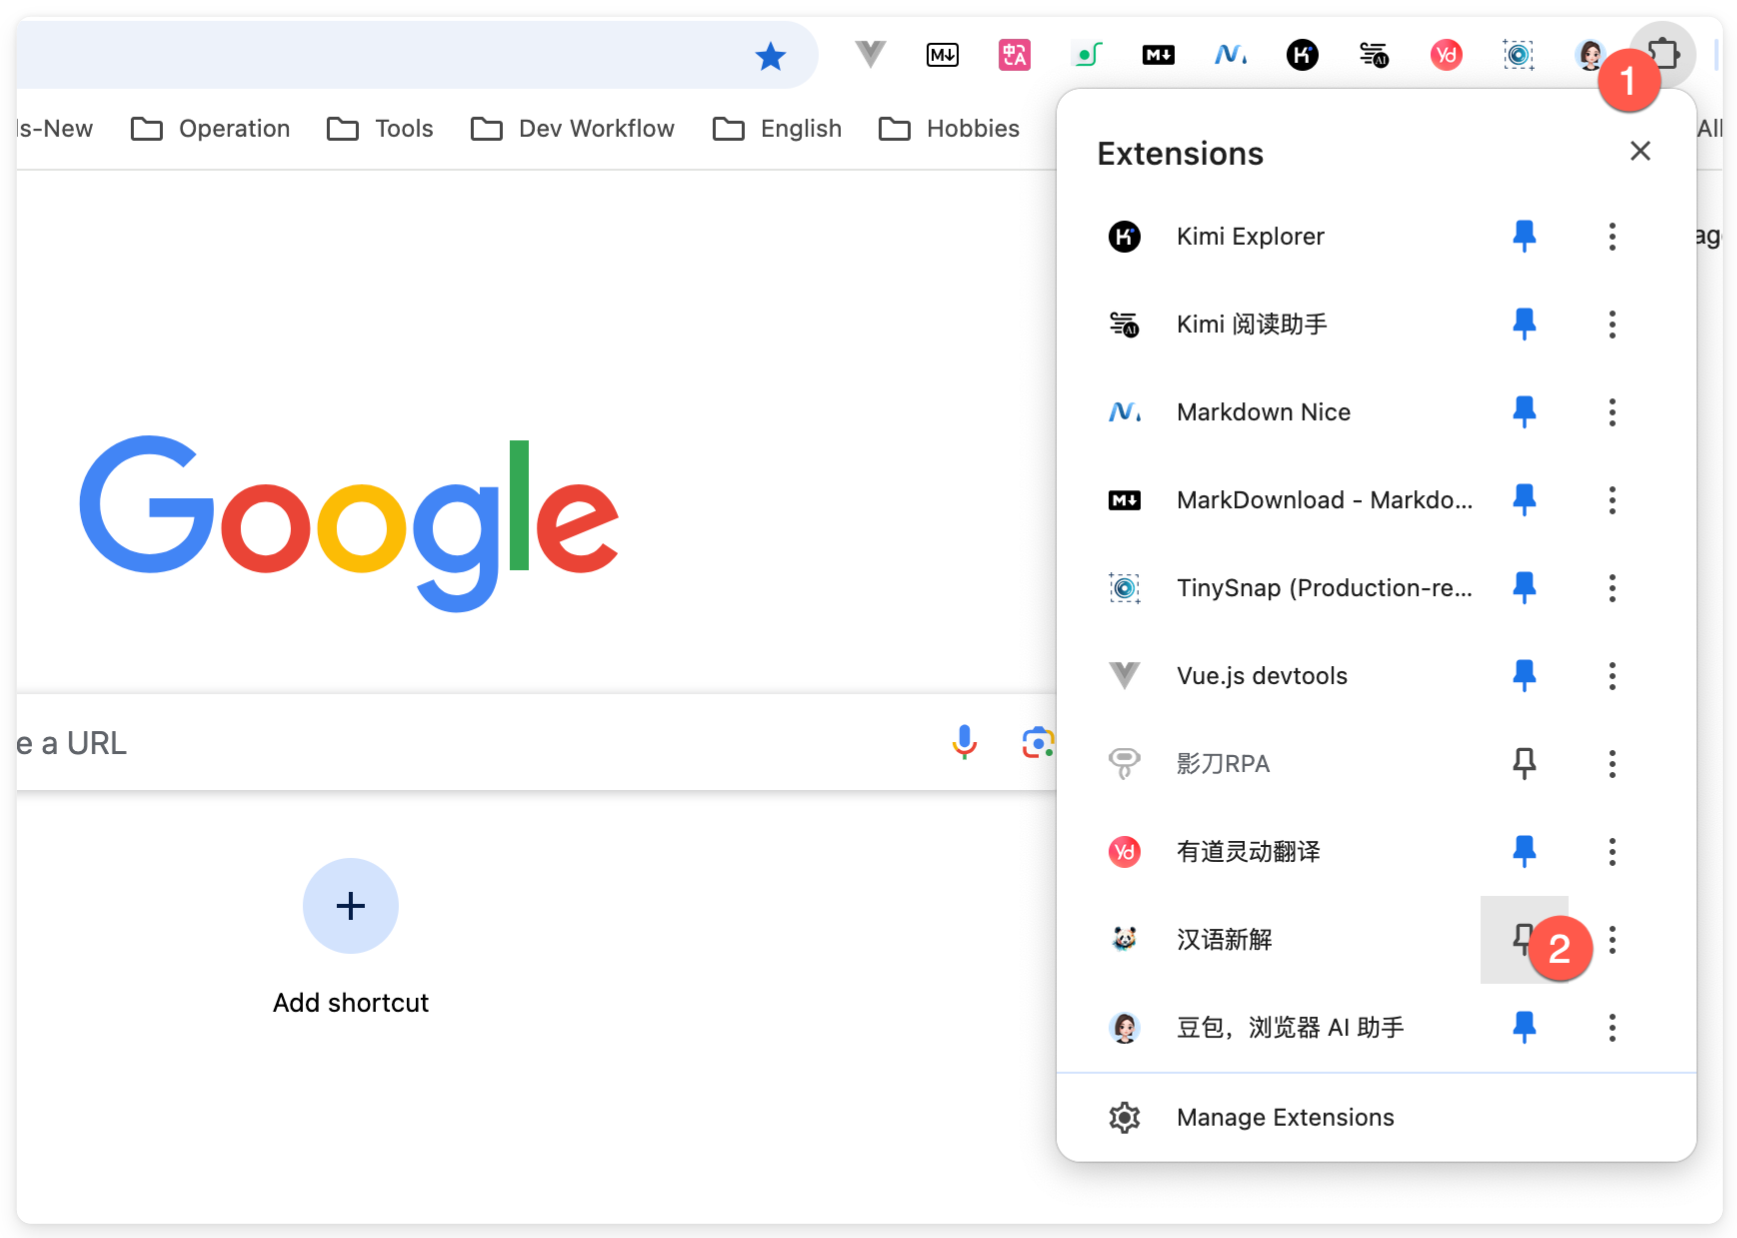 ls-New
Operation
Tools
Dev Workflow
English
Hobbies
All
1
Extensions
Kimi Explorer
ag
Kimi 阅读助手
Markdown Nice
MarkDownload - Markdo...
TinySnap (Production-re...
Vue.js devtools
影刀RPA
有道灵动翻译
汉语新解
2
豆包，浏览器 AI 助手
Manage Extensions
Google
e a URL
Add shortcut